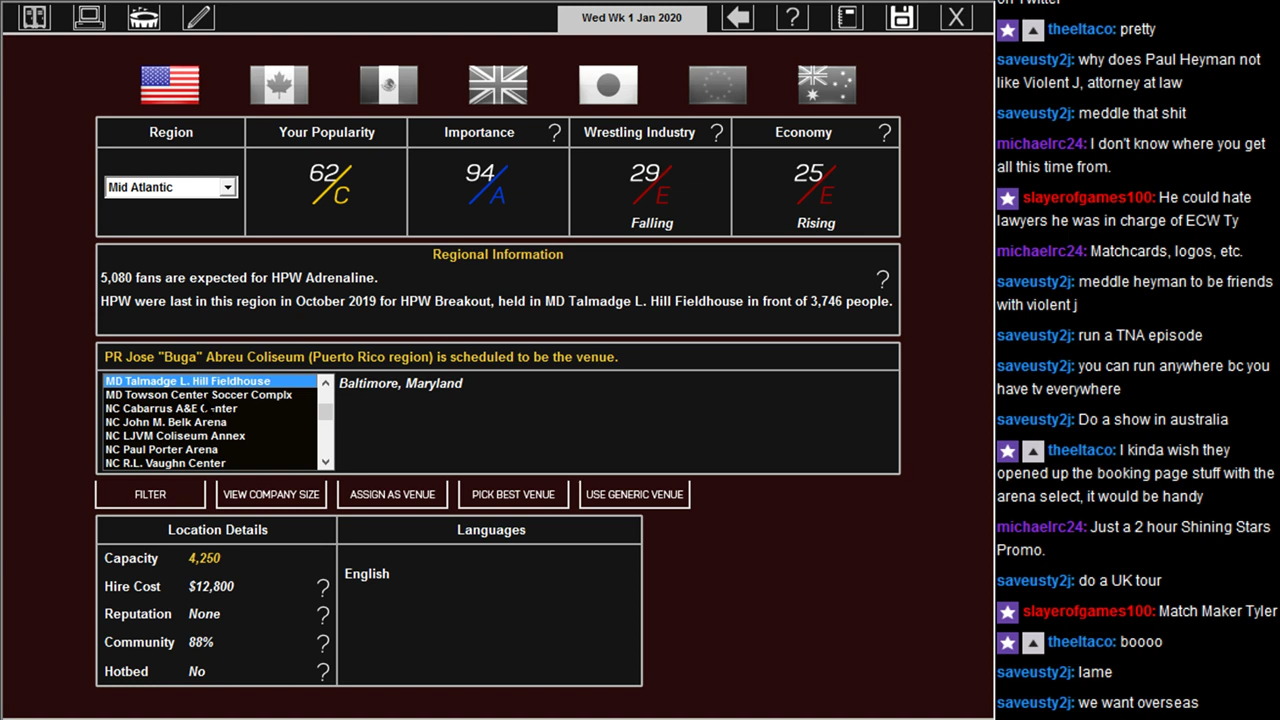 Wed Wk 1 Jan 2020
Region
Your Popularity
Importance
?
Wrestling Industry
?
Economy
?
Mid Atlantic
62/C
94/A
29/E
25/E
Falling
Rising
Regional Information
5,080 fans are expected for HPW Adrenaline.
?
HPW were last in this region in October 2019 for HPW Breakout, held in MD Talmadge L. Hill Fieldhouse in front of 3,746 people.
PR Jose "Buga" Abreu Coliseum (Puerto Rico region) is scheduled to be the venue.
MD Talmadge L. Hill Fieldhouse
MD Towson Center Soccer Complx
NC Cabarrus A&E Center
NC John M. Belk Arena
NC LJVM Coliseum Annex
NC Paul Porter Arena
NC R.L. Vaughn Center
Baltimore, Maryland
FILTER
VIEW COMPANY SIZE
ASSIGN AS VENUE
PICK BEST VENUE
USE GENERIC VENUE
Location Details
Languages
Capacity 4,250
Hire Cost $12,800 ?
Reputation None ?
Community 88% ?
Hotbed No ?
English
on Twitter
theeltaco: pretty
saveusty2j: why does Paul Heyman not
like Violent J, attorney at law
saveusty2j: meddle that shit
michaelrc24: I don't know where you get
all this time from.
slayerofgames100: He could hate
lawyers he was in charge of ECW Ty
michaelrc24: Matchcards, logos, etc.
saveusty2j: meddle heyman to be friends
with violent j
saveusty2j: run a TNA episode
saveusty2j: you can run anywhere bc you
have tv everywhere
saveusty2j: Do a show in australia
theeltaco: I kinda wish they
opened up the booking page stuff with the
arena select, it would be handy
michaelrc24: Just a 2 hour Shining Stars
Promo.
saveusty2j: do a UK tour
slayerofgames100: Match Maker Tyler
theeltaco: boooo
saveusty2j: lame
saveusty2j: we want overseas